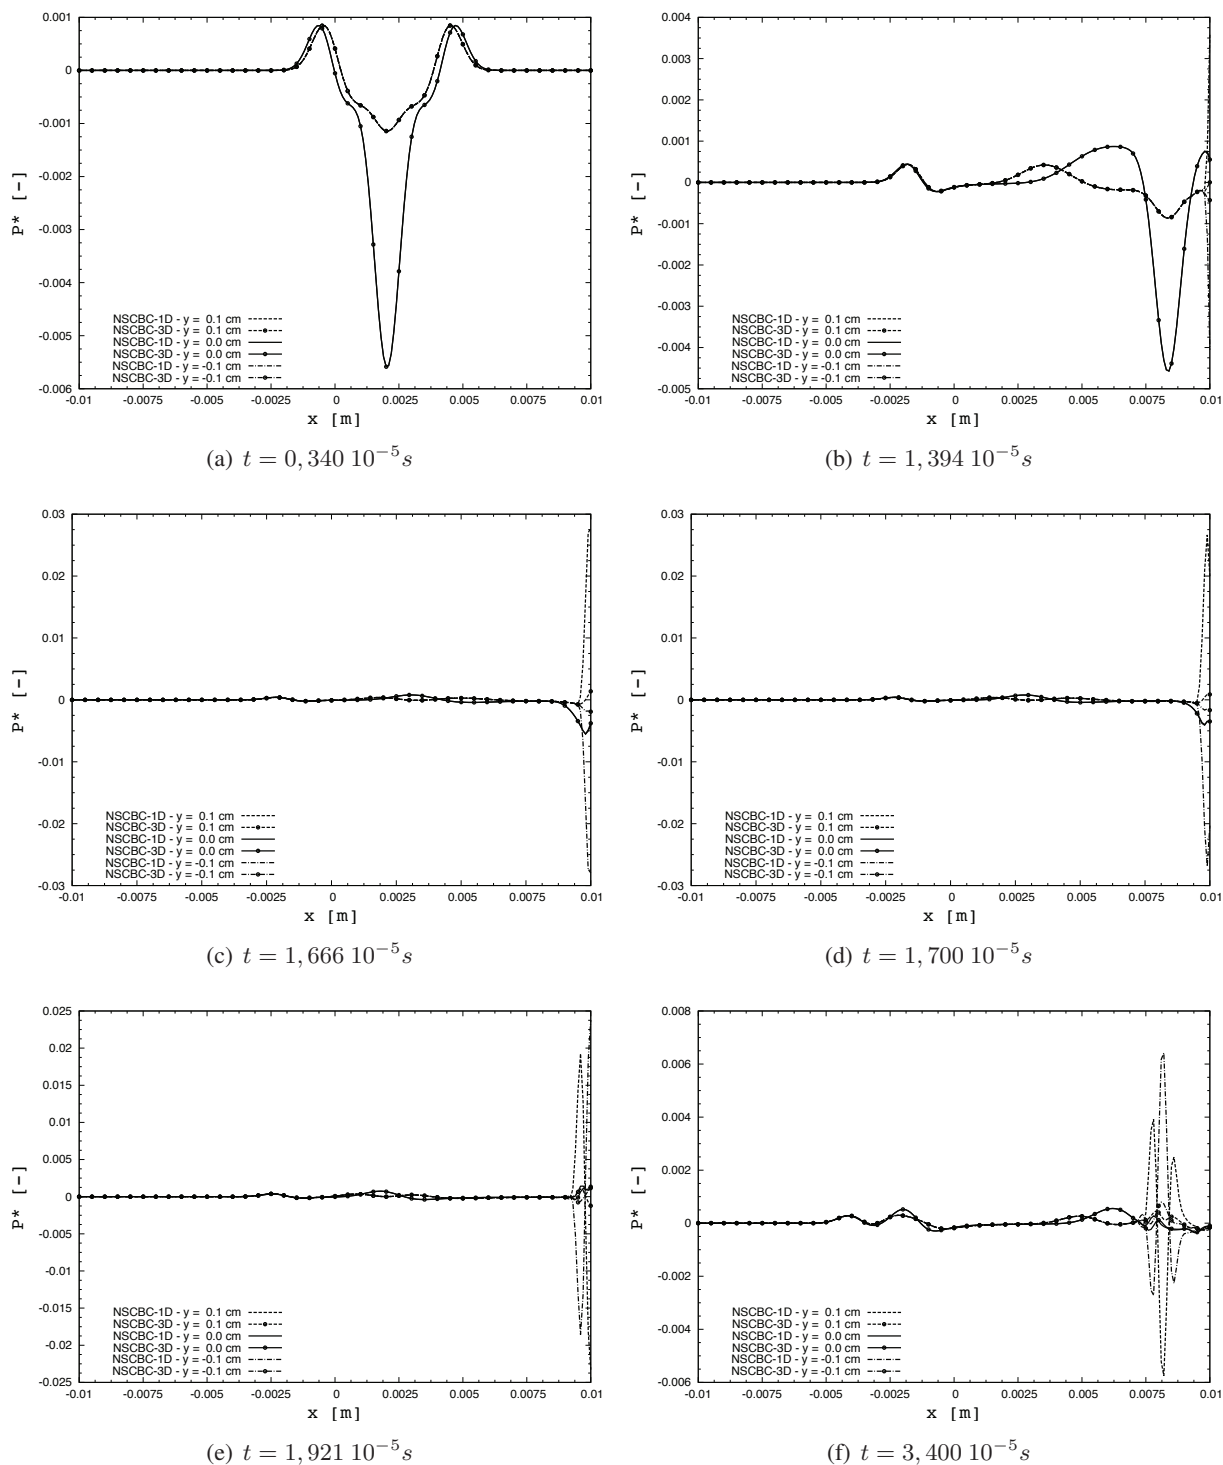 0.001
0
-0.001
-0.002
-0.003
-0.004
-0.005
-0.006
P* [-]
NSCBC-1D - y = 0.1 cm
NSCBC-3D - y = 0.1 cm
NSCBC-1D - y = 0.0 cm
NSCBC-3D - y = 0.0 cm
NSCBC-1D - y = -0.1 cm
NSCBC-3D - y = -0.1 cm
-0.01 -0.0075 -0.005 -0.0025 0 0.0025 0.005 0.0075 0.01
x [m]
(a) t = 0, 340 10−5s
0.004
0.003
0.002
0.001
0
-0.001
-0.002
-0.003
-0.004
-0.005
P* [-]
NSCBC-1D - y = 0.1 cm
NSCBC-3D - y = 0.1 cm
NSCBC-1D - y = 0.0 cm
NSCBC-3D - y = 0.0 cm
NSCBC-1D - y = -0.1 cm
NSCBC-3D - y = -0.1 cm
-0.01 -0.0075 -0.005 -0.0025 0 0.0025 0.005 0.0075 0.01
x [m]
(b) t = 1, 394 10−5s
0.03
0.02
0.01
0
-0.01
-0.02
-0.03
P* [-]
NSCBC-1D - y = 0.1 cm
NSCBC-3D - y = 0.1 cm
NSCBC-1D - y = 0.0 cm
NSCBC-3D - y = 0.0 cm
NSCBC-1D - y = -0.1 cm
NSCBC-3D - y = -0.1 cm
-0.01 -0.0075 -0.005 -0.0025 0 0.0025 0.005 0.0075 0.01
x [m]
(c) t = 1, 666 10−5s
0.03
0.02
0.01
0
-0.01
-0.02
-0.03
P* [-]
NSCBC-1D - y = 0.1 cm
NSCBC-3D - y = 0.1 cm
NSCBC-1D - y = 0.0 cm
NSCBC-3D - y = 0.0 cm
NSCBC-1D - y = -0.1 cm
NSCBC-3D - y = -0.1 cm
-0.01 -0.0075 -0.005 -0.0025 0 0.0025 0.005 0.0075 0.01
x [m]
(d) t = 1, 700 10−5s
0.025
0.02
0.015
0.01
0.005
0
-0.005
-0.01
-0.015
-0.02
-0.025
P* [-]
NSCBC-1D - y = 0.1 cm
NSCBC-3D - y = 0.1 cm
NSCBC-1D - y = 0.0 cm
NSCBC-3D - y = 0.0 cm
NSCBC-1D - y = -0.1 cm
NSCBC-3D - y = -0.1 cm
-0.01 -0.0075 -0.005 -0.0025 0 0.0025 0.005 0.0075 0.01
x [m]
(e) t = 1, 921 10−5s
0.008
0.006
0.004
0.002
0
-0.002
-0.004
-0.006
P* [-]
NSCBC-1D - y = 0.1 cm
NSCBC-3D - y = 0.1 cm
NSCBC-1D - y = 0.0 cm
NSCBC-3D - y = 0.0 cm
NSCBC-1D - y = -0.1 cm
NSCBC-3D - y = -0.1 cm
-0.01 -0.0075 -0.005 -0.0025 0 0.0025 0.005 0.0075 0.01
x [m]
(f) t = 3, 400 10−5s